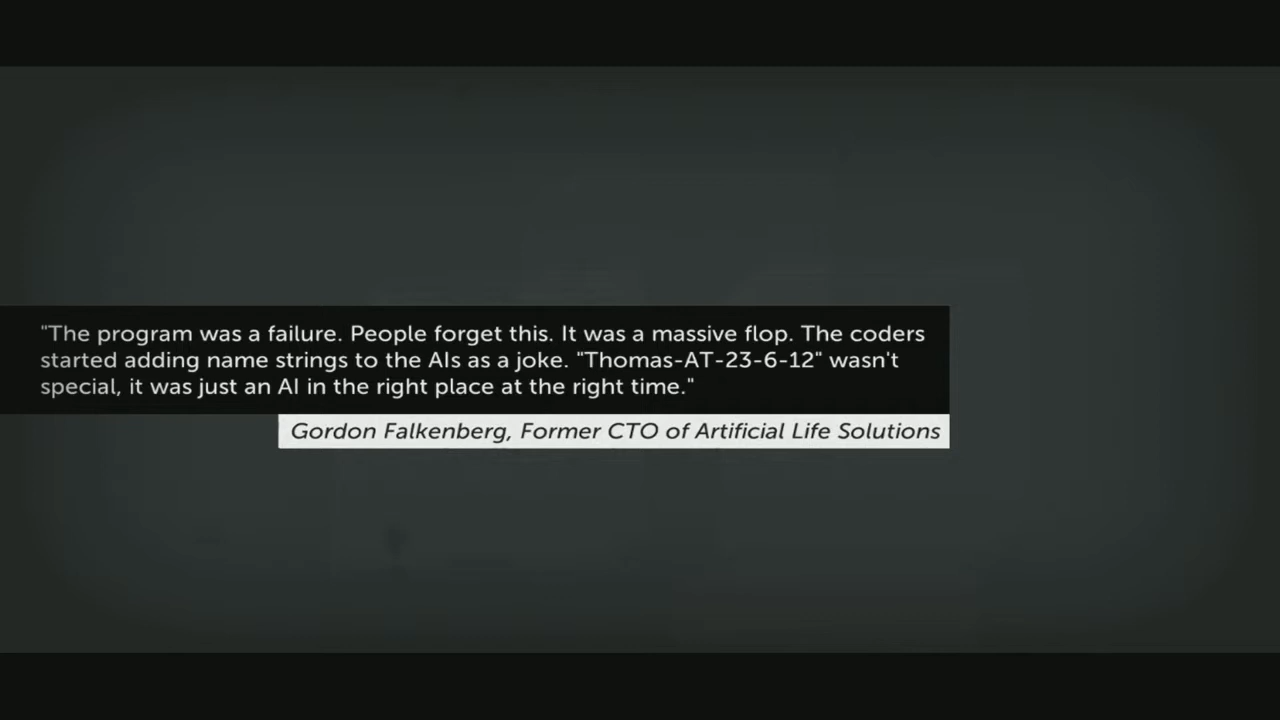 "The program was a failure. People forget this. It was a massive flop. The coders
started adding name strings to the AIs as a joke. "Thomas-AT-23-6-12" wasn't
special, it was just an AI in the right place at the right time."
Gordon Falkenberg, Former CTO of Artificial Life Solutions